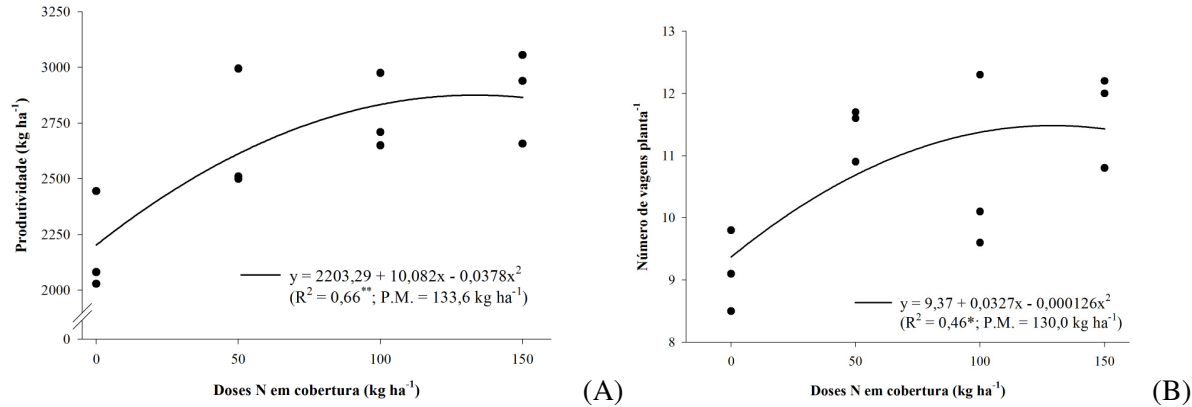 3250
3000
2750
2500
2250
2000
0
Produtividade (kg ha⁻¹)
y = 2203,29 + 10,082x - 0,0378x²
(R² = 0,66**; P.M. = 133,6 kg ha⁻¹)
0 50 100 150
Doses N em cobertura (kg ha⁻¹)
(A)
13
12
11
10
9
8
Número de vagens planta⁻¹
y = 9,37 + 0,0327x - 0,000126x²
(R² = 0,46*; P.M. = 130,0 kg ha⁻¹)
0 50 100 150
Doses N em cobertura (kg ha⁻¹)
(B)